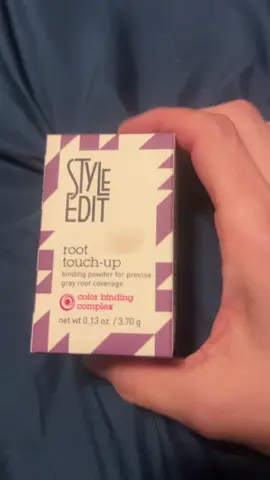 STYLE
EDIT
root
touch-up
binding powder for precise
gray root coverage
color binding
complex
net wt 0.13 oz. / 3.70 g